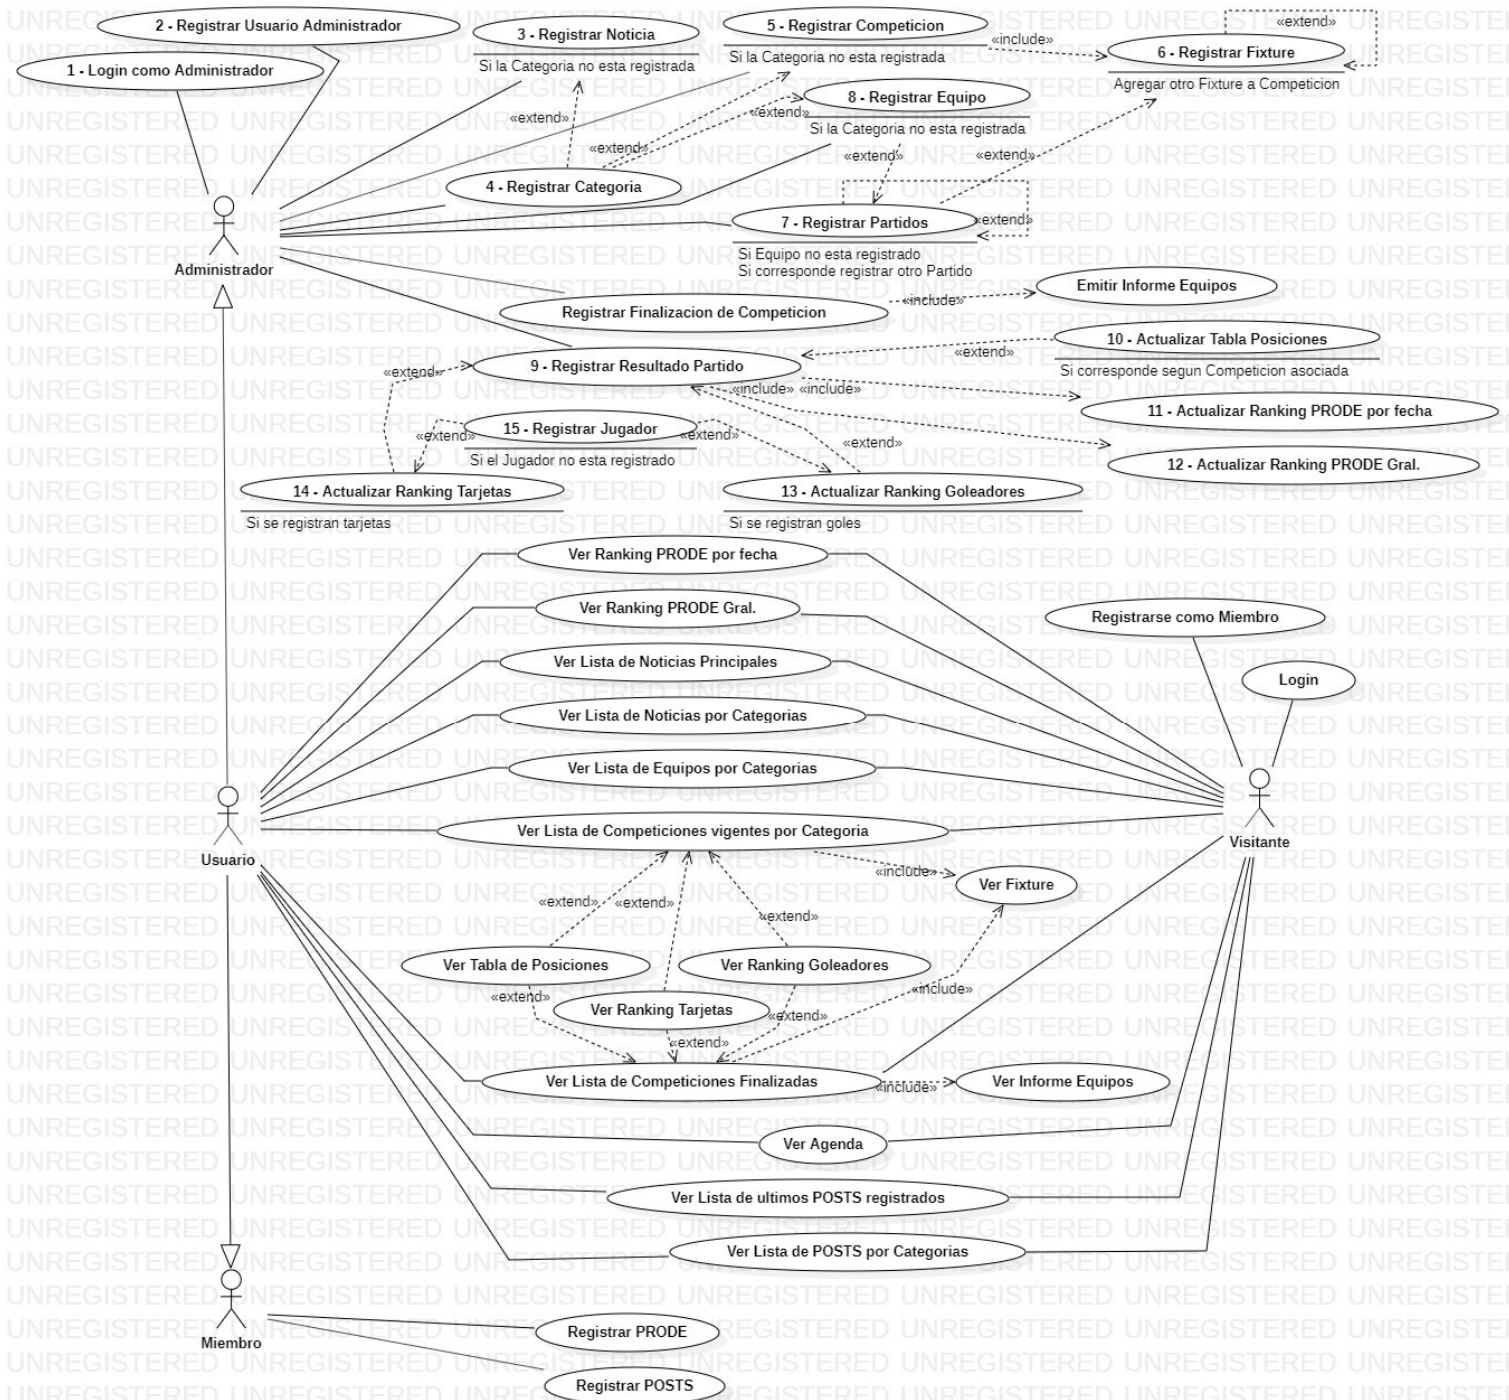 2 - Registrar Usuario Administrador
1 - Login como Administrador
3 - Registrar Noticia
Si la Categoria no esta registrada
5 - Registrar Competicion
Si la Categoria no esta registrada
«include»
«extend»
6 - Registrar Fixture
Agregar otro Fixture a Competicion
8 - Registrar Equipo
Si la Categoria no esta registrada
«extend»
«extend»
«extend»
«extend»
«extend»
4 - Registrar Categoria
7 - Registrar Partidos
«extend»
Si Equipo no esta registrado
Si corresponde registrar otro Partido
Administrador
Registrar Finalizacion de Competicion
«include»
Emitir Informe Equipos
10 - Actualizar Tabla Posiciones
Si corresponde segun Competicion asociada
«extend»
9 - Registrar Resultado Partido
«extend»
«include»
«include»
11 - Actualizar Ranking PRODE por fecha
15 - Registrar Jugador
Si el Jugador no esta registrado
«extend»
«extend»
«extend»
12 - Actualizar Ranking PRODE Gral.
14 - Actualizar Ranking Tarjetas
Si se registran tarjetas
13 - Actualizar Ranking Goleadores
Si se registran goles
Ver Ranking PRODE por fecha
Ver Ranking PRODE Gral.
Registrarse como Miembro
Ver Lista de Noticias Principales
Login
Ver Lista de Noticias por Categorias
Ver Lista de Equipos por Categorias
Ver Lista de Competiciones vigentes por Categoria
Visitante
Usuario
«include»
Ver Fixture
«extend»
«extend»
«extend»
Ver Tabla de Posiciones
Ver Ranking Goleadores
«extend»
Ver Ranking Tarjetas
«include»
«extend»
«extend»
Ver Lista de Competiciones Finalizadas
«include»
Ver Informe Equipos
Ver Agenda
Ver Lista de ultimos POSTS registrados
Ver Lista de POSTS por Categorias
Miembro
Registrar PRODE
Registrar POSTS
UNREGISTERED